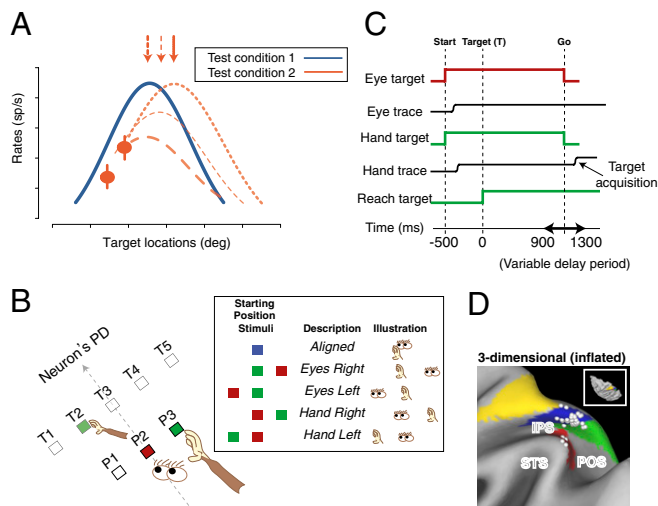 A
Test condition 1
Test condition 2
Rates (sp/s)
Target locations (deg)
B
Neuron's PD
T1
T2
T3
T4
T5
P1
P2
P3
Starting
Position
Stimuli Description Illustration
Aligned
Eyes Right
Eyes Left
Hand Right
Hand Left
C
Start Target (T) Go
Eye target
Eye trace
Hand target
Hand trace
Target
acquisition
Reach target
Time (ms)
-500 0 900 1300
(Variable delay period)
D
3-dimensional (inflated)
IPS
STS
POS